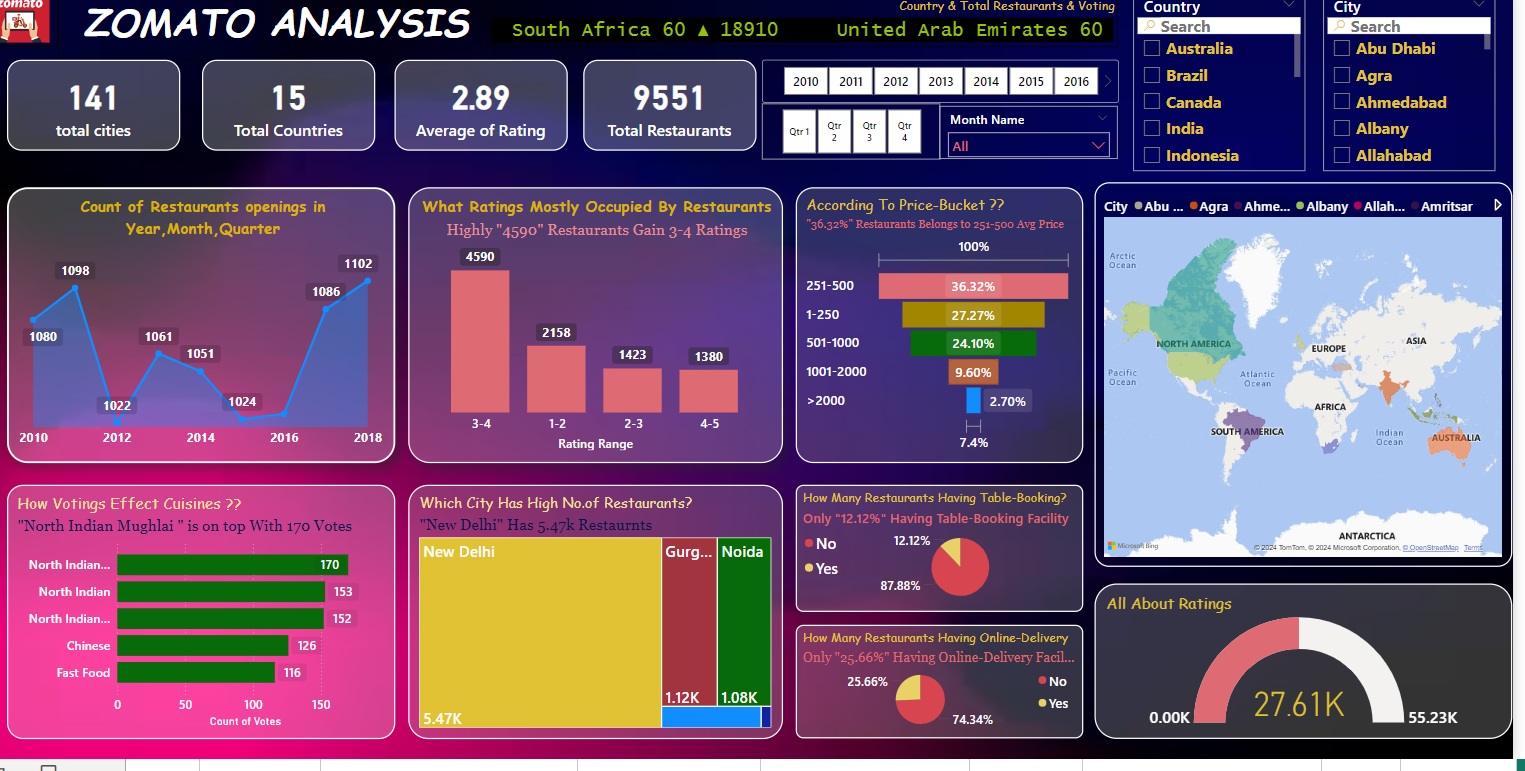 zomato
ZOMATO ANALYSIS
Country & Total Restaurants & Voting
South Africa 60 ▲ 18910 United Arab Emirates 60
Country
Search
Australia
Brazil
Canada
India
Indonesia
City
Search
Abu Dhabi
Agra
Ahmedabad
Albany
Allahabad
141
total cities
15
Total Countries
2.89
Average of Rating
9551
Total Restaurants
2010 2011 2012 2013 2014 2015 2016
Qtr 1 Qtr 2 Qtr 3 Qtr 4
Month Name
All
Count of Restaurants openings in
Year,Month,Quarter
1080
1098
1022
1061
1051
1024
1086
1102
2010 2012 2014 2016 2018
What Ratings Mostly Occupied By Restaurants
Highly "4590" Restaurants Gain 3-4 Ratings
4590
2158
1423
1380
3-4 1-2 2-3 4-5
Rating Range
According To Price-Bucket ??
"36.32%" Restaurants Belongs to 251-500 Avg Price
100%
251-500 36.32%
1-250 27.27%
501-1000 24.10%
1001-2000 9.60%
>2000 2.70%
7.4%
City Abu ... Agra Ahme... Albany Allah... Amritsar
Arctic
Ocean
NORTH AMERICA
EUROPE
ASIA
Pacific
Ocean
Atlantic
Ocean
AFRICA
SOUTH AMERICA
Indian
Ocean
AUSTRALIA
ANTARCTICA
Microsoft Bing
© 2024 TomTom, © 2024 Microsoft Corporation, © OpenStreetMap Terms
How Votings Effect Cuisines ??
"North Indian Mughlai " is on top With 170 Votes
North Indian... 170
North Indian 153
North Indian... 152
Chinese 126
Fast Food 116
0 50 100 150
Count of Votes
Which City Has High No.of Restaurants?
"New Delhi" Has 5.47k Restaurnts
New Delhi
5.47K
Gurg...
1.12K
Noida
1.08K
How Many Restaurants Having Table-Booking?
Only "12.12%" Having Table-Booking Facility
No
Yes
12.12%
87.88%
How Many Restaurants Having Online-Delivery
Only "25.66%" Having Online-Delivery Facil...
25.66%
74.34%
No
Yes
All About Ratings
0.00K
27.61K
55.23K